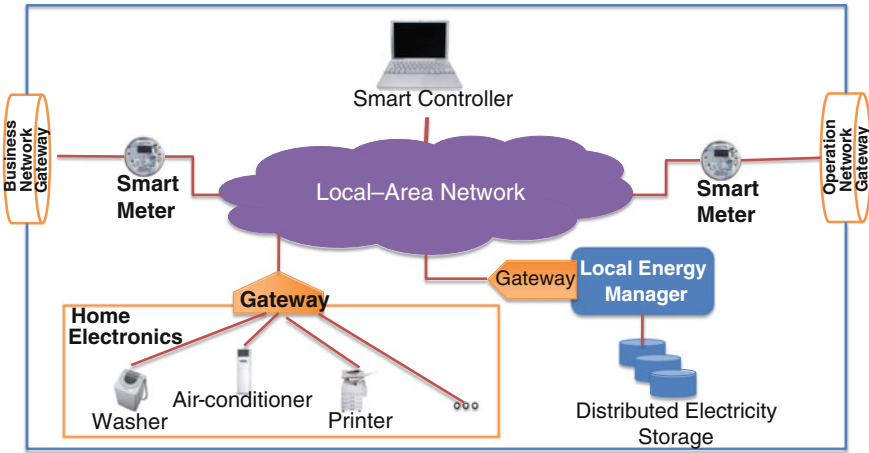 Smart Controller
Business
Network
Gateway
Smart
Meter
Local–Area Network
Smart
Meter
Operation
Network
Gateway
Gateway
Gateway
Local Energy
Manager
Home
Electronics
Washer
Air-conditioner
Printer
Distributed Electricity
Storage